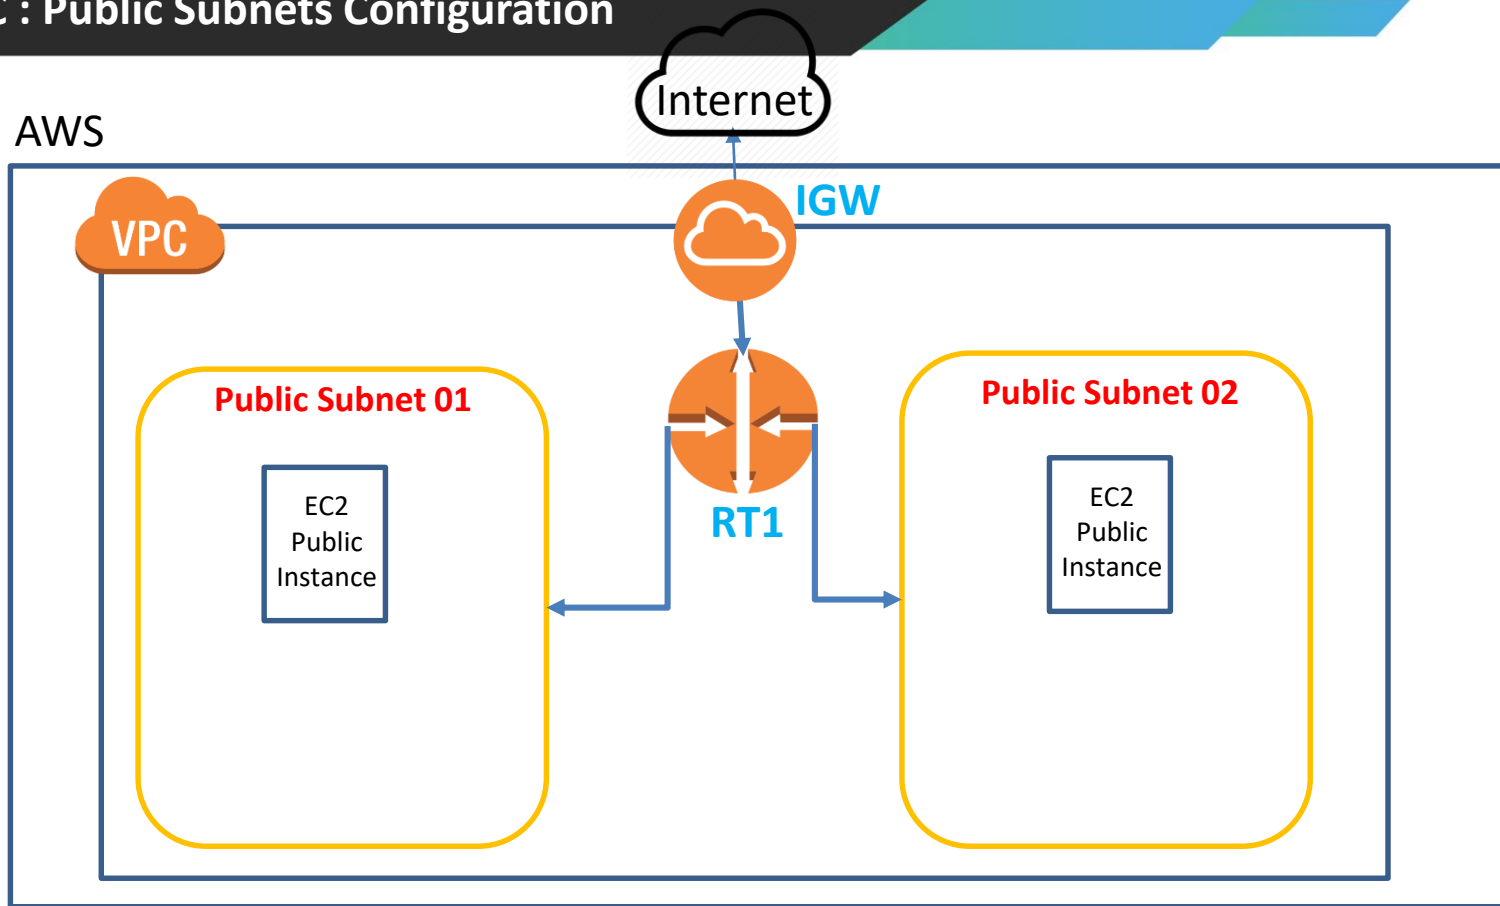 : Public Subnets Configuration
Internet
AWS
IGW
VPC
Public Subnet 01
Public Subnet 02
EC2
Public
Instance
RT1
EC2
Public
Instance